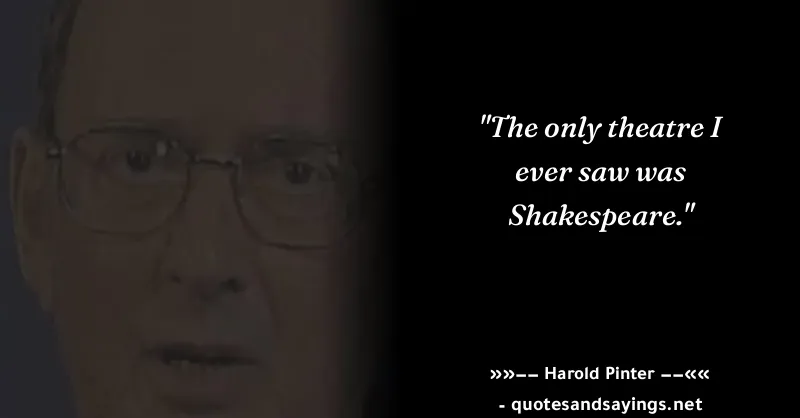 "The only theatre I
ever saw was
Shakespeare."
»»−− Harold Pinter −−««
- quotesandsayings.net